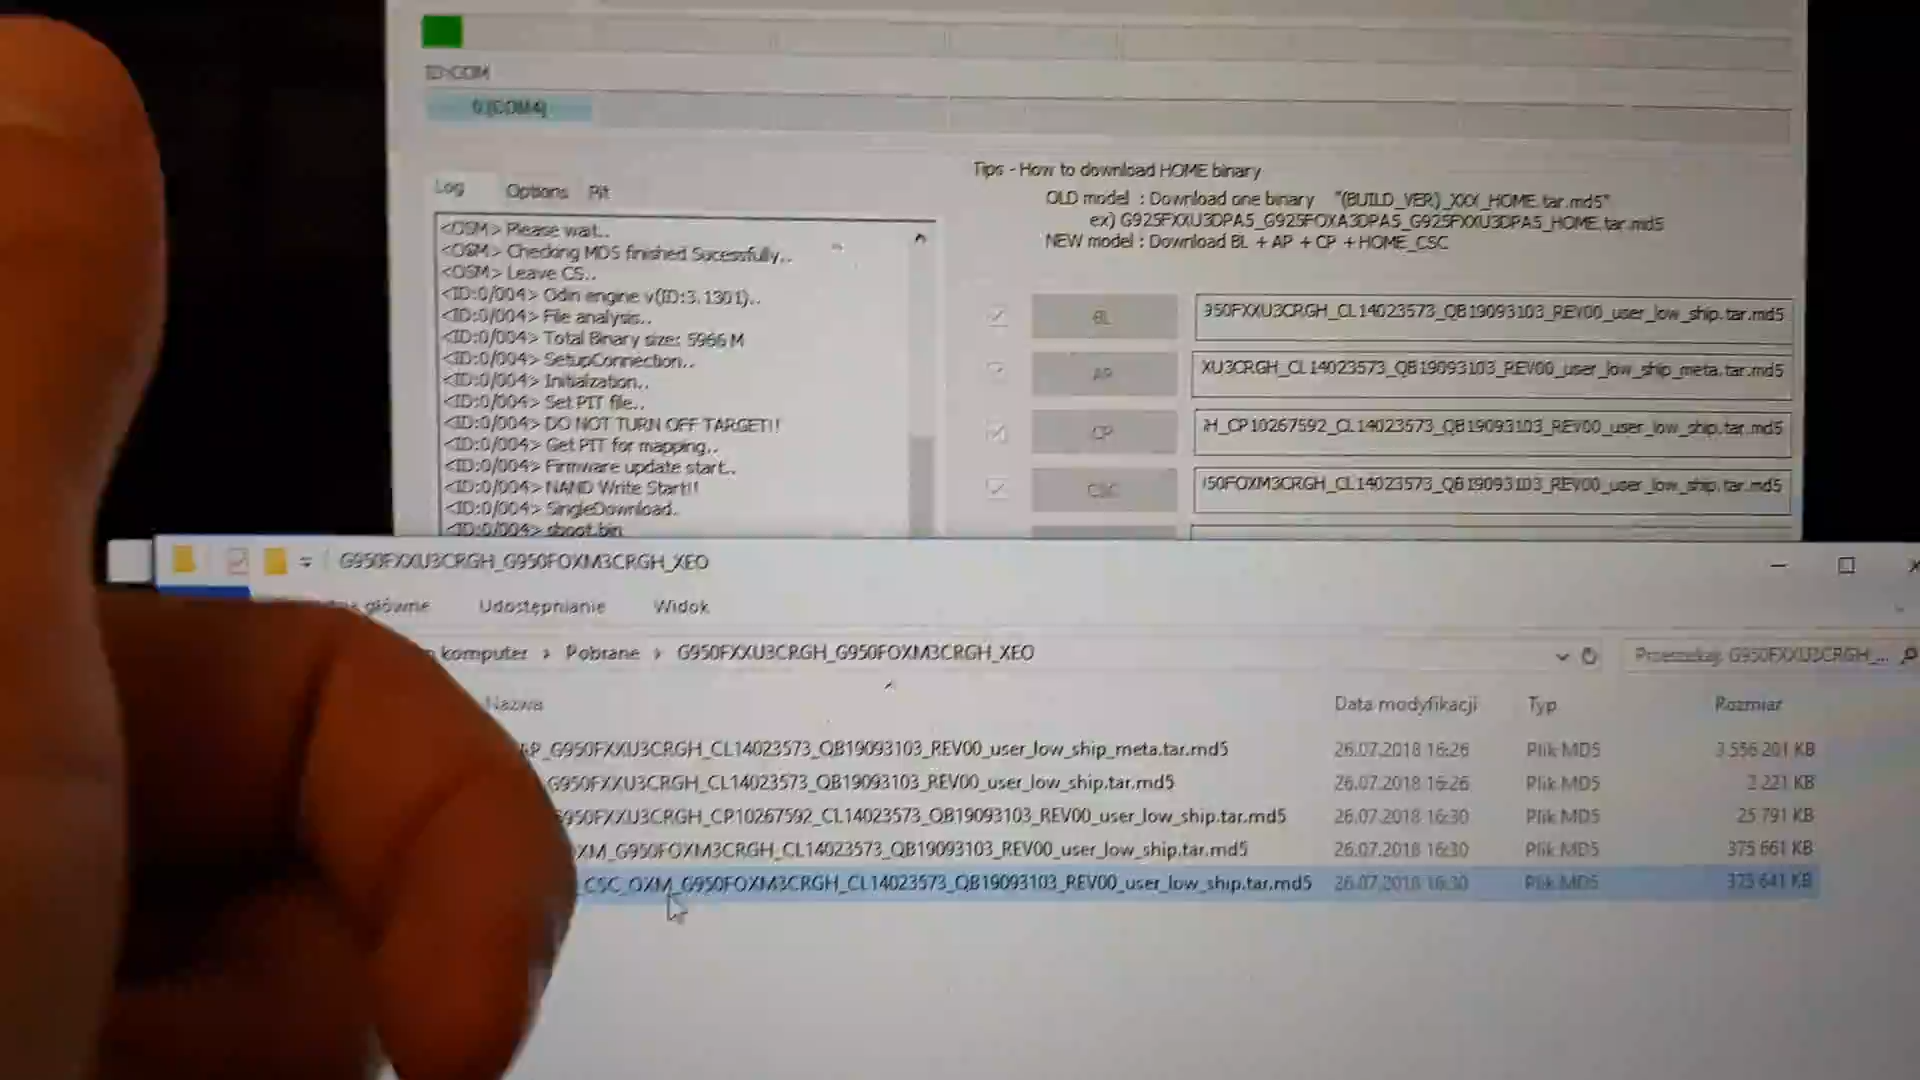 ID:COM
0:[COM4]
Log Options Pit
Tips - How to download HOME binary
OLD model : Download one binary "(BUILD_VER)_XXX_HOME.tar.md5"
ex) G925FXXU3DPA5_G925FOXA3DPA5_G925FXXU3DPA5_HOME.tar.md5
NEW model : Download BL + AP + CP + HOME_CSC
<OSM> Please wait..
<OSM> Checking MD5 finished Sucessfully..
<OSM> Leave CS..
<ID:0/004> Odin engine v(ID:3.1301)..
<ID:0/004> File analysis..
<ID:0/004> Total Binary size: 5966 M
<ID:0/004> SetupConnection..
<ID:0/004> Initialzation..
<ID:0/004> Set PIT file..
<ID:0/004> DO NOT TURN OFF TARGET!!
<ID:0/004> Get PIT for mapping..
<ID:0/004> Firmware update start..
<ID:0/004> NAND Write Start!!
<ID:0/004> SingleDownload.
<ID:0/004> sboot.bin
BL 950FXXU3CRGH_CL14023573_QB19093103_REV00_user_low_ship.tar.md5
AP XU3CRGH_CL14023573_QB19093103_REV00_user_low_ship_meta.tar.md5
CP H_CP10267592_CL14023573_QB19093103_REV00_user_low_ship.tar.md5
CSC 950FOXM3CRGH_CL14023573_QB19093103_REV00_user_low_ship.tar.md5
G950FXXU3CRGH_G950FOXM3CRGH_XEO
główne Udostępnianie Widok
komputer > Pobrane > G950FXXU3CRGH_G950FOXM3CRGH_XEO Przeszukaj: G950FXXU3CRGH_...
Nazwa Data modyfikacji Typ Rozmiar
AP_G950FXXU3CRGH_CL14023573_QB19093103_REV00_user_low_ship_meta.tar.md5 26.07.2018 16:26 Plik MD5 3 556 201 KB
G950FXXU3CRGH_CL14023573_QB19093103_REV00_user_low_ship.tar.md5 26.07.2018 16:26 Plik MD5 2 221 KB
G950FXXU3CRGH_CP10267592_CL14023573_QB19093103_REV00_user_low_ship.tar.md5 26.07.2018 16:30 Plik MD5 25 791 KB
XM_G950FOXM3CRGH_CL14023573_QB19093103_REV00_user_low_ship.tar.md5 26.07.2018 16:30 Plik MD5 375 661 KB
_CSC_OXM_G950FOXM3CRGH_CL14023573_QB19093103_REV00_user_low_ship.tar.md5 26.07.2018 16:30 Plik MD5 375 641 KB